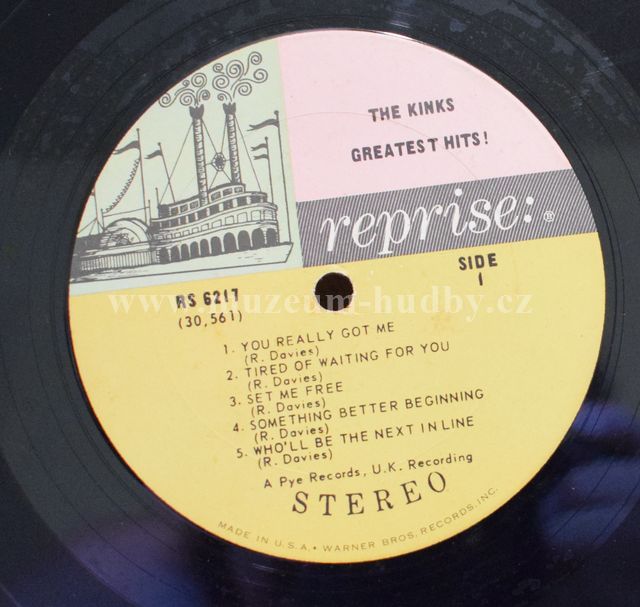 THE KINKS
GREATEST HITS!
reprise:®
RS 6217
(30,561)
SIDE
1
www.muzeum-hudby.cz
1. YOU REALLY GOT ME
(R. Davies)
2. TIRED OF WAITING FOR YOU
(R. Davies)
3. SET ME FREE
(R. Davies)
4. SOMETHING BETTER BEGINNING
(R. Davies)
5. WHO'LL BE THE NEXT IN LINE
(R. Davies)
A Pye Records, U.K. Recording
STEREO
MADE IN U.S.A. • WARNER BROS. RECORDS, INC.